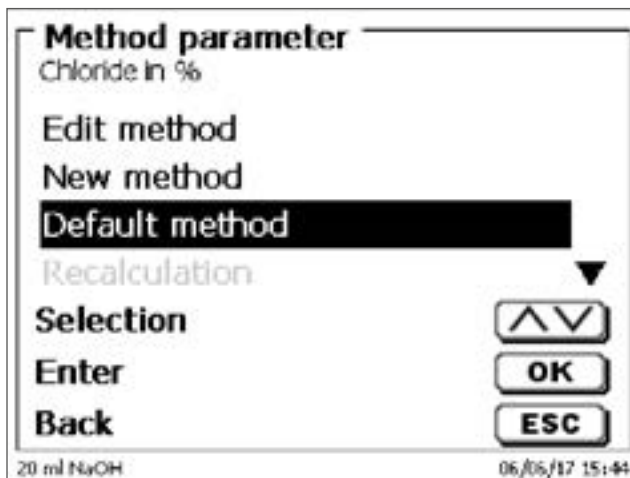 Method parameter
Chloride in %
Edit method
New method
Default method
Recalculation
Selection
Enter OK
Back ESC
20 ml NaOH 06/06/17 15:44